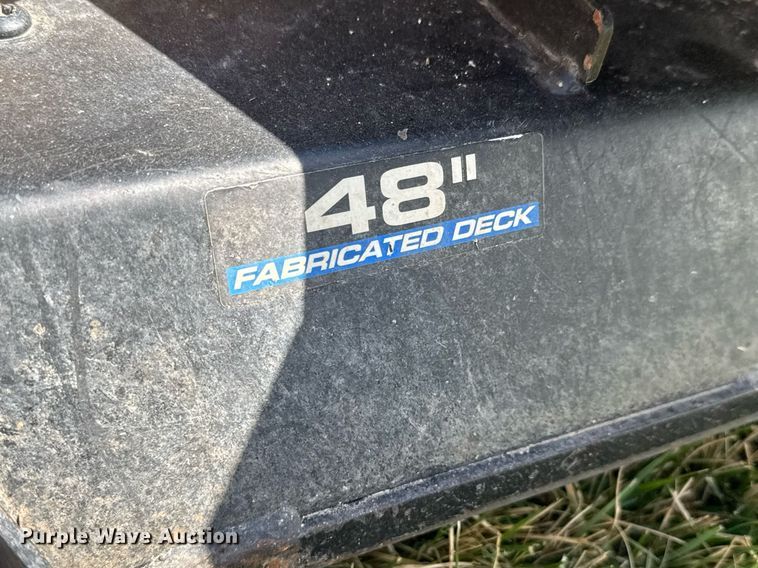 48"
FABRICATED DECK
Purple Wave Auction®